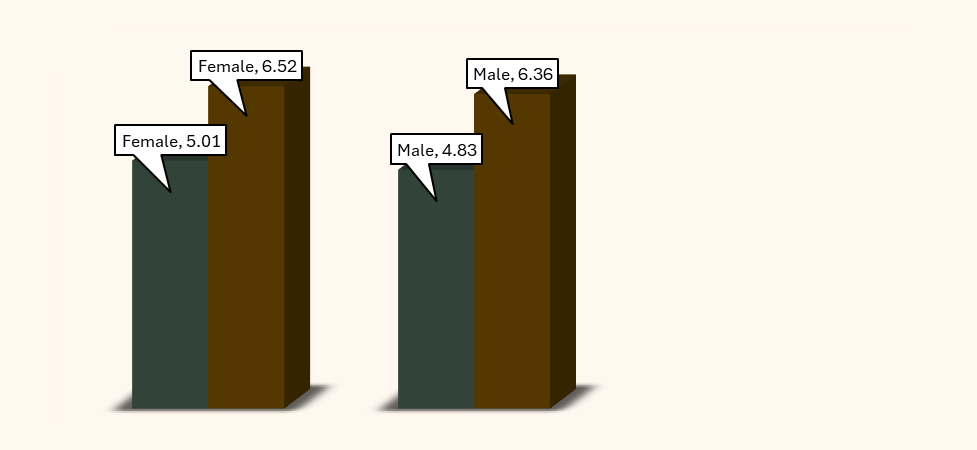 Female, 5.01
Female, 6.52
Male, 4.83
Male, 6.36